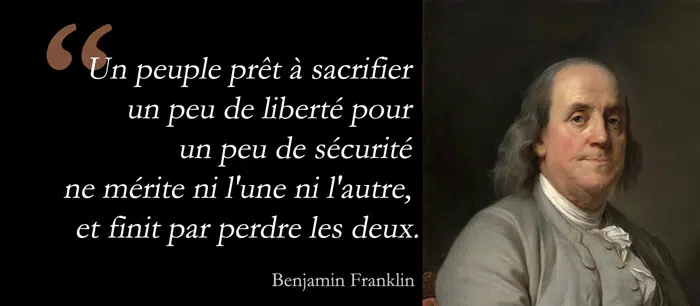 “Un peuple prêt à sacrifier
un peu de liberté pour
un peu de sécurité
ne mérite ni l'une ni l'autre,
et finit par perdre les deux.
Benjamin Franklin